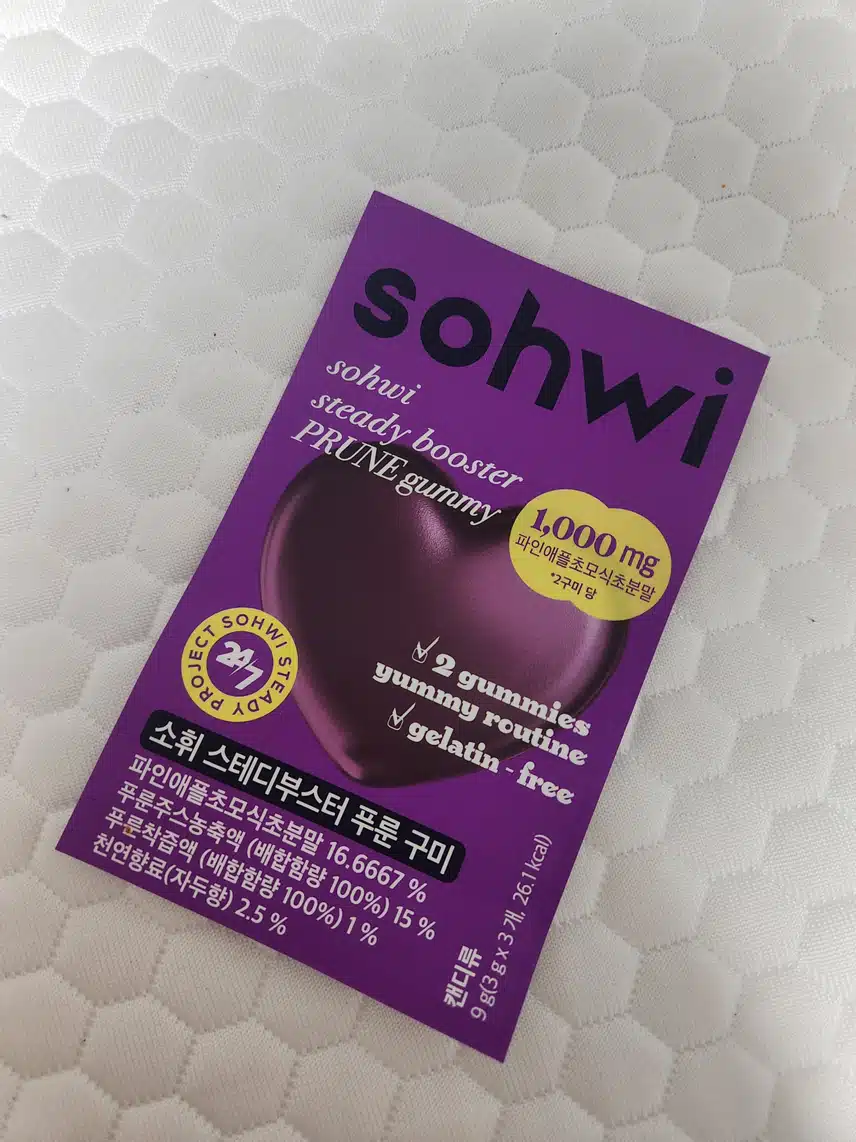 sohwi
sohwi
steady booster
PRUNE gummy
1,000 mg
파인애플초모식초분말
*2구미 당
2 gummies
yummy routine
gelatin - free
SOHWI STEADY PROJECT
24/7
소휘 스테디부스터 푸룬 구미
파인애플초모식초분말 16.6667 %
푸룬주스농축액 (배합함량 100%) 15 %
푸룬착즙액 (배합함량 100%) 1 %
천연향료(자두향) 2.5 %
캔디류
9 g(3 g x 3 개, 26.1 kcal)